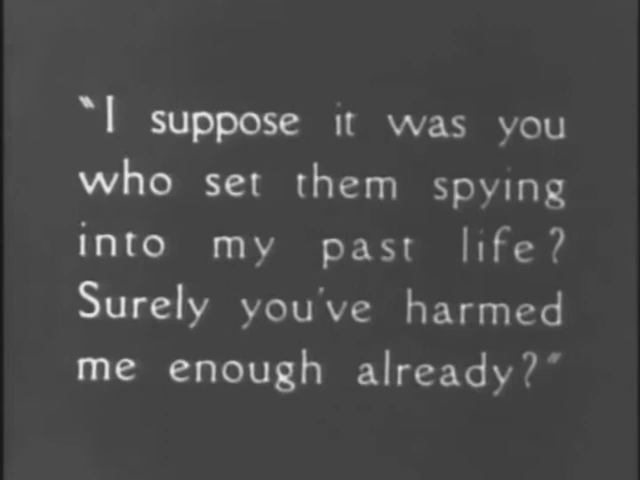 "I suppose it was you
who set them spying
into my past life?
Surely you've harmed
me enough already?"